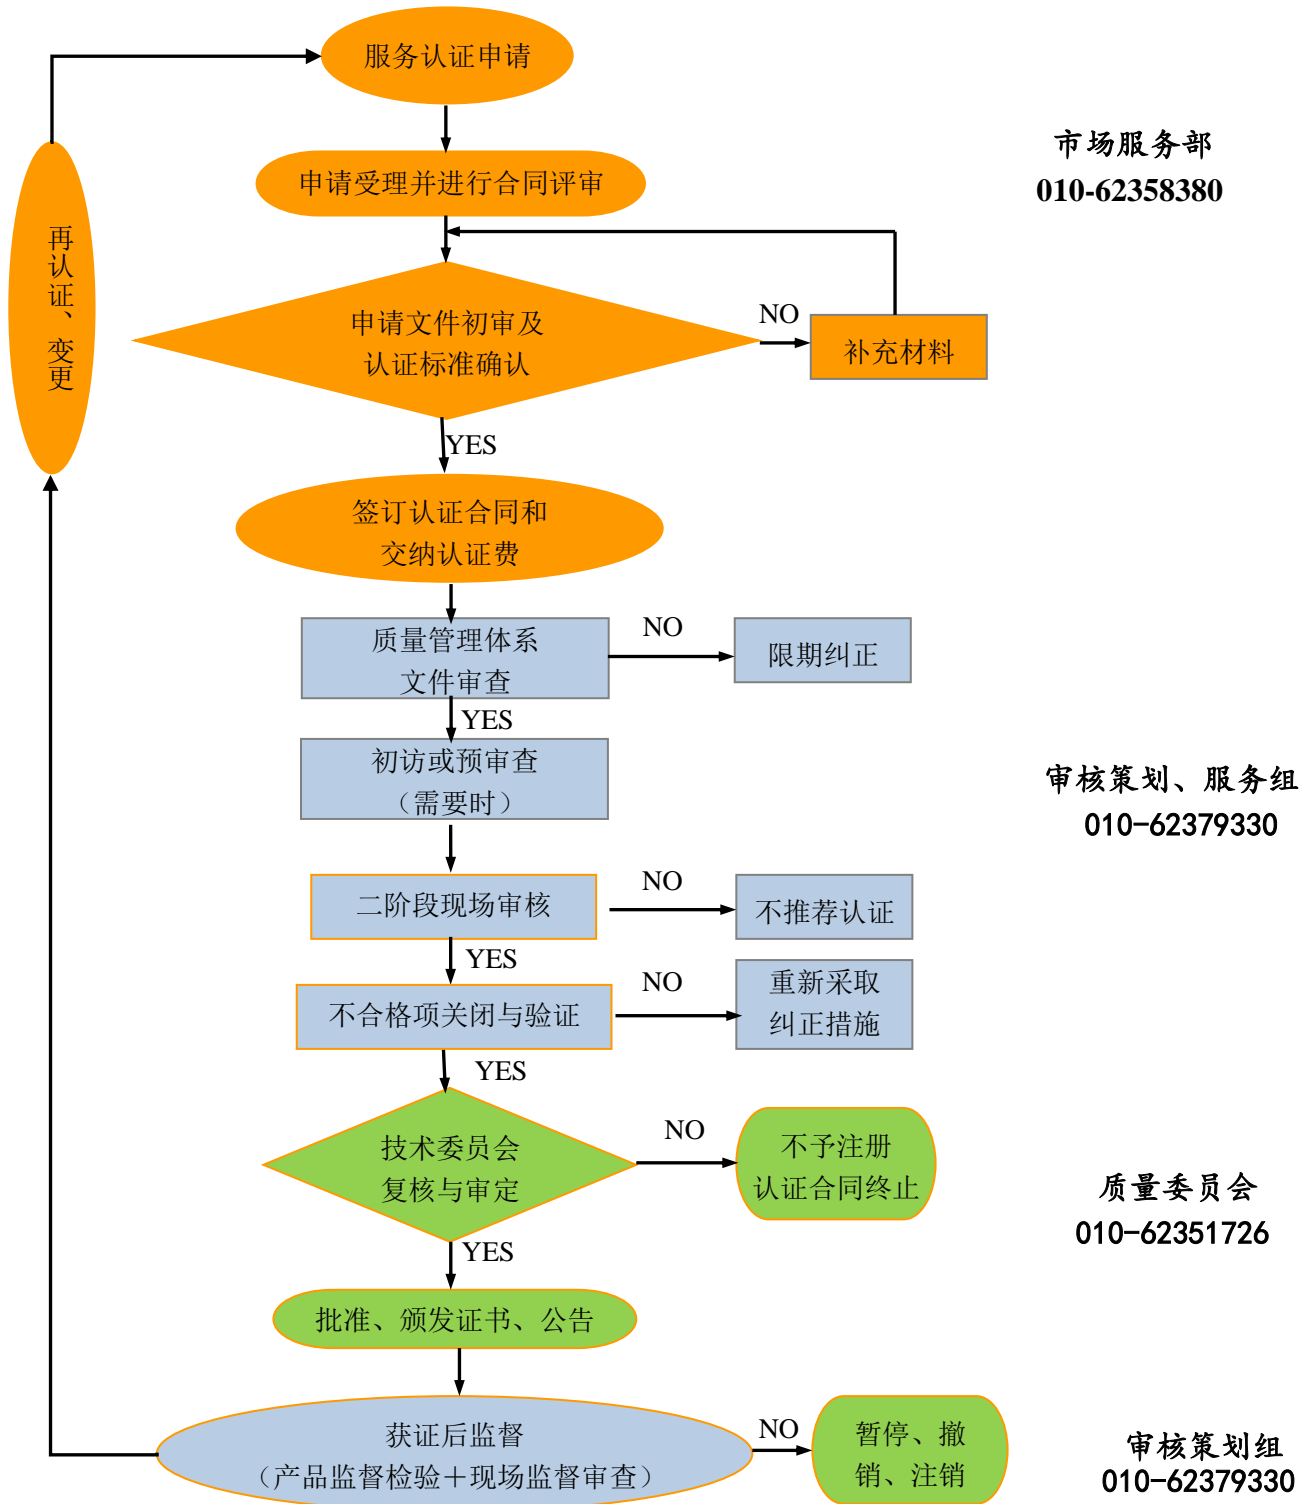 服务认证申请
市场服务部
010-62358380
申请受理并进行合同评审
再认证、变更
申请文件初审及
认证标准确认
NO
补充材料
YES
签订认证合同和
交纳认证费
质量管理体系
文件审查
NO
限期纠正
YES
初访或预审查
（需要时）
审核策划、服务组
010-62379330
二阶段现场审核
NO
不推荐认证
YES
不合格项关闭与验证
NO
重新采取
纠正措施
YES
技术委员会
复核与审定
NO
不予注册
认证合同终止
质量委员会
010-62351726
YES
批准、颁发证书、公告
获证后监督
（产品监督检验＋现场监督审查）
NO
暂停、撤
销、注销
审核策划组
010-62379330